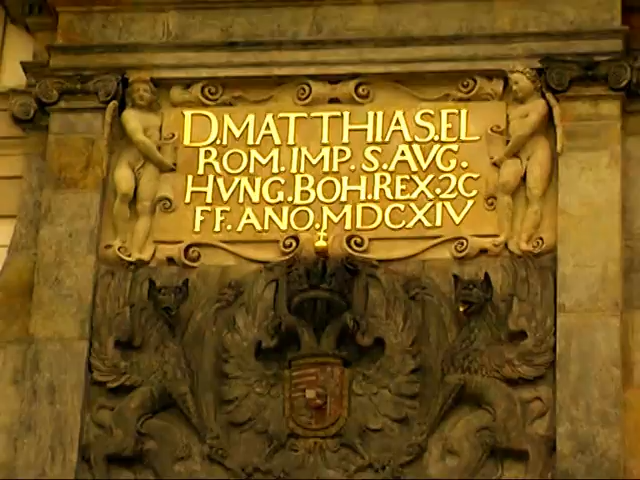 D.MATTHIAS.EL
ROM.IMP.S.AVG.
HVNG.BOH.REX.2C
FF.ANO.MDCXIV